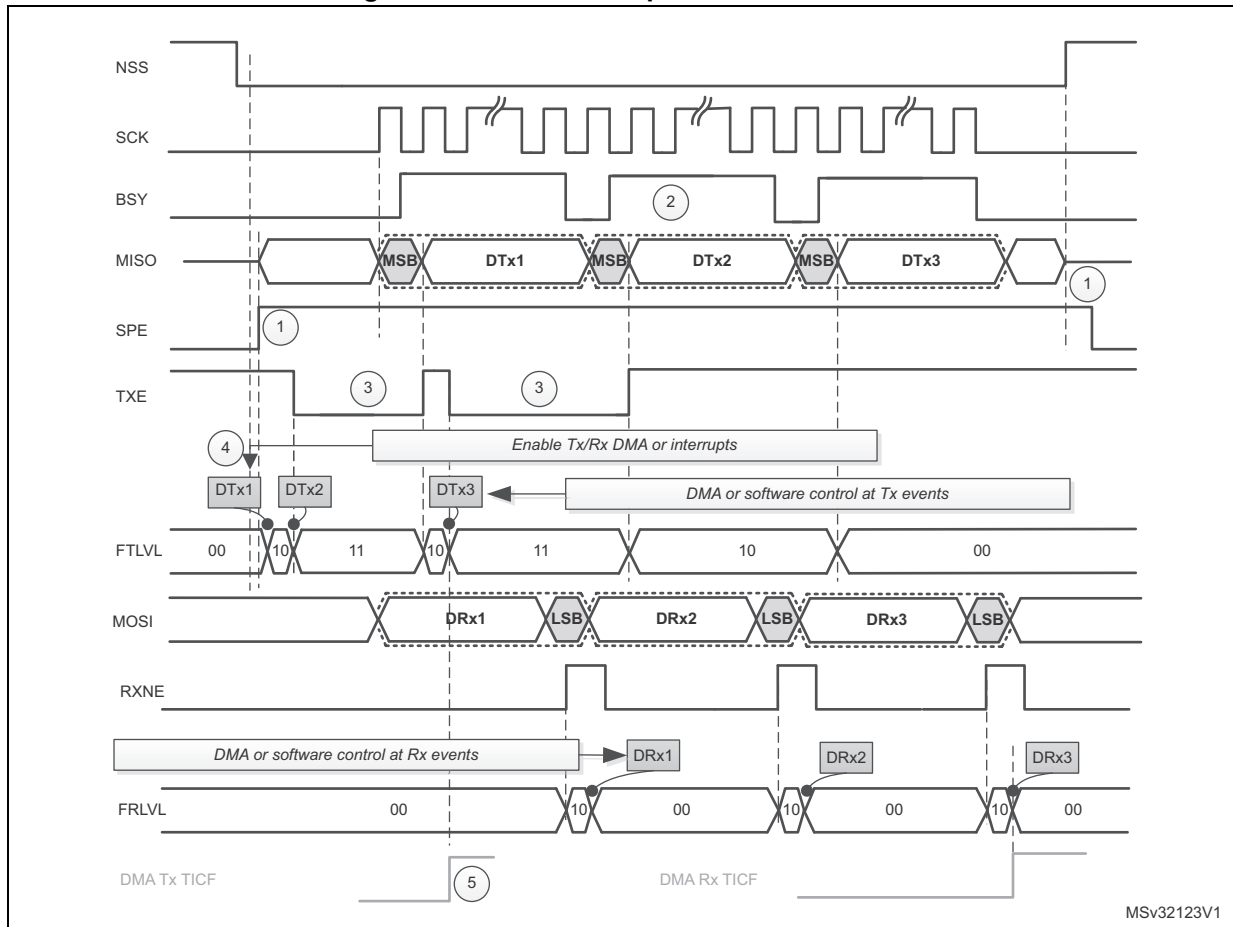 NSS
SCK
BSY
2
MISO
MSB
DTx1
MSB
DTx2
MSB
DTx3
1
SPE
1
TXE
3
3
4
Enable Tx/Rx DMA or interrupts
DTx1
DTx2
DTx3
DMA or software control at Tx events
FTLVL
00
10
11
10
11
10
00
MOSI
DRx1
LSB
DRx2
LSB
DRx3
LSB
RXNE
DMA or software control at Rx events
DRx1
DRx2
DRx3
FRLVL
00
10
00
10
00
10
00
DMA Tx TICF
5
DMA Rx TICF
MSv32123V1